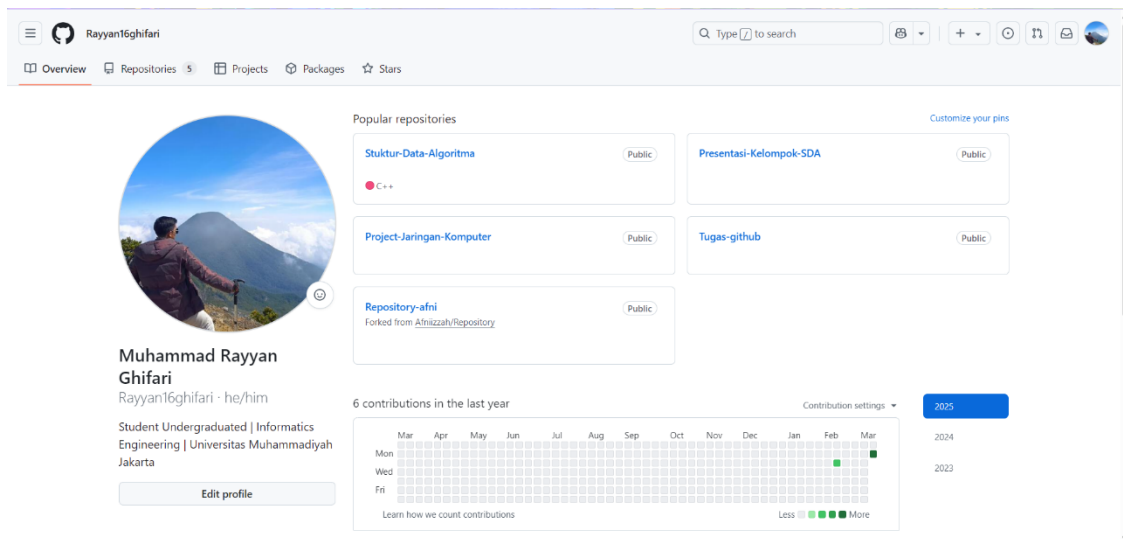 Rayyan16ghifari
Type / to search
Overview
Repositories 5
Projects
Packages
Stars
Muhammad Rayyan
Ghifari
Rayyan16ghifari · he/him
Student Undergraduated | Informatics
Engineering | Universitas Muhammadiyah
Jakarta
Edit profile
Popular repositories
Customize your pins
Stuktur-Data-Algoritma
Public
C++
Presentasi-Kelompok-SDA
Public
Project-Jaringan-Komputer
Public
Tugas-github
Public
Repository-afni
Public
Forked from Afniizzah/Repository
6 contributions in the last year
Contribution settings
2025
2024
2023
Mar Apr May Jun Jul Aug Sep Oct Nov Dec Jan Feb Mar
Mon
Wed
Fri
Learn how we count contributions
Less More